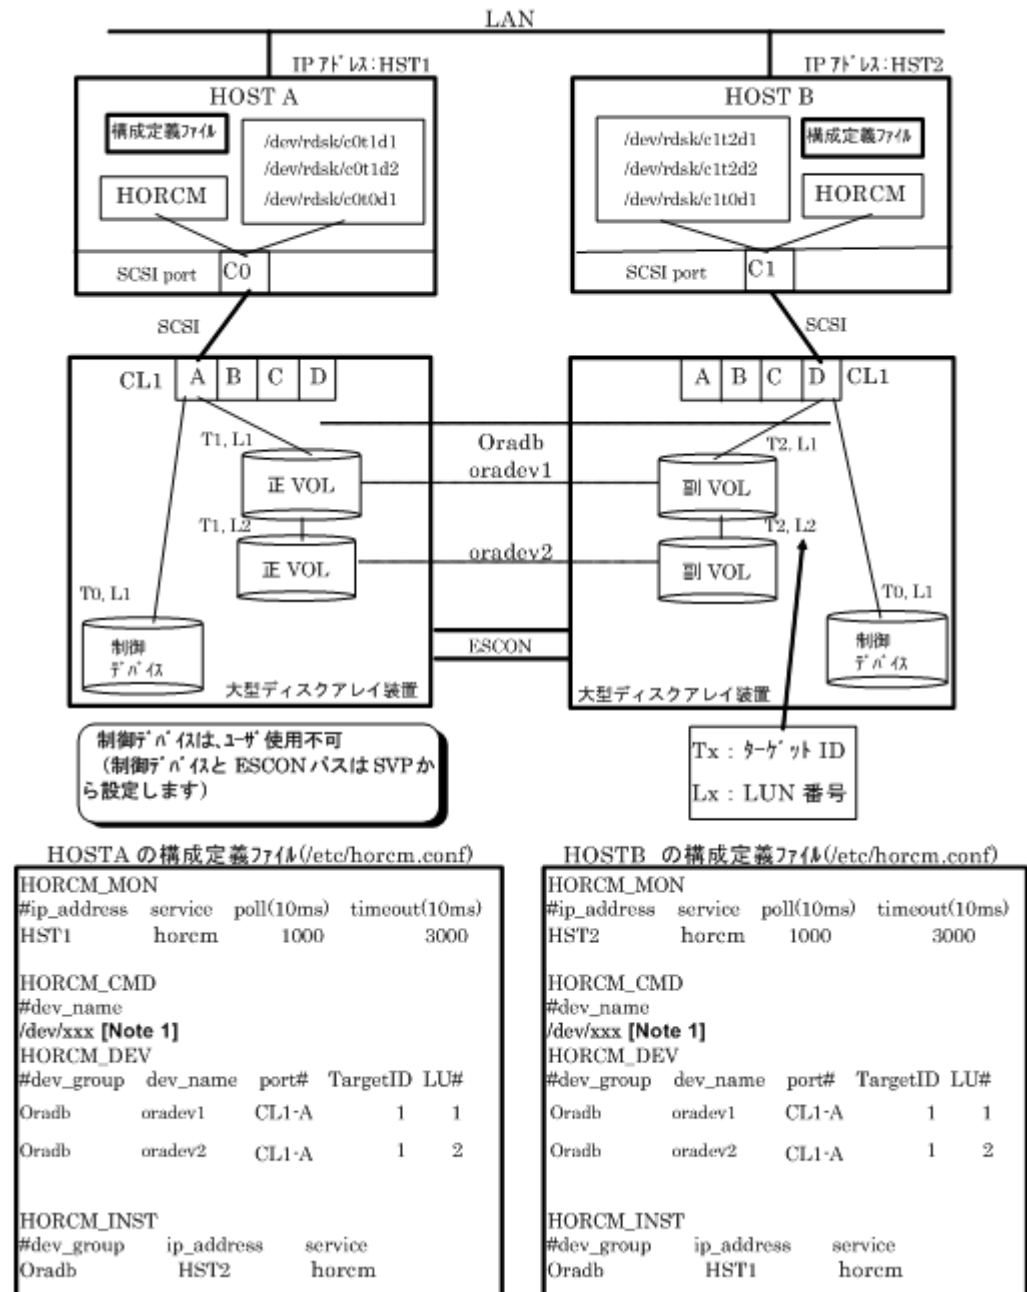 LAN
IP ｱﾄﾞﾚｽ:HST1
IP ｱﾄﾞﾚｽ:HST2
HOST A
構成定義ﾌｧｲﾙ
/dev/rdsk/c0t1d1
/dev/rdsk/c0t1d2
/dev/rdsk/c0t0d1
HORCM
SCSI port
C0
HOST B
/dev/rdsk/c1t2d1
/dev/rdsk/c1t2d2
/dev/rdsk/c1t0d1
構成定義ﾌｧｲﾙ
HORCM
SCSI port
C1
SCSI
SCSI
CL1 A B C D
A B C D CL1
T1, L1
正 VOL
T1, L2
正 VOL
T0, L1
制御
ﾃﾞﾊﾞｲｽ
大型ディスクアレイ装置
Oradb
oradev1
oradev2
ESCON
T2. L1
副 VOL
T2, L2
副 VOL
T0, L1
制御
ﾃﾞﾊﾞｲｽ
大型ディスクアレイ装置
制御ﾃﾞﾊﾞｲｽは､ﾕｰｻﾞ使用不可
（制御ﾃﾞﾊﾞｲｽと ESCON パスは SVP か
ら設定します）
Tx : ﾀｰｹﾞｯﾄ ID
Lx : LUN 番号
HOSTA の構成定義ﾌｧｲﾙ(/etc/horcm.conf)
HORCM_MON
#ip_address service poll(10ms) timeout(10ms)
HST1 horcm 1000 3000
HORCM_CMD
#dev_name
/dev/xxx [Note 1]
HORCM_DEV
#dev_group dev_name port# TargetID LU#
Oradb oradev1 CL1-A 1 1
Oradb oradev2 CL1-A 1 2
HORCM_INST
#dev_group ip_address service
Oradb HST2 horcm
HOSTB の構成定義ﾌｧｲﾙ(/etc/horcm.conf)
HORCM_MON
#ip_address service poll(10ms) timeout(10ms)
HST2 horcm 1000 3000
HORCM_CMD
#dev_name
/dev/xxx [Note 1]
HORCM_DEV
#dev_group dev_name port# TargetID LU#
Oradb oradev1 CL1-A 1 1
Oradb oradev2 CL1-A 1 2
HORCM_INST
#dev_group ip_address service
Oradb HST1 horcm